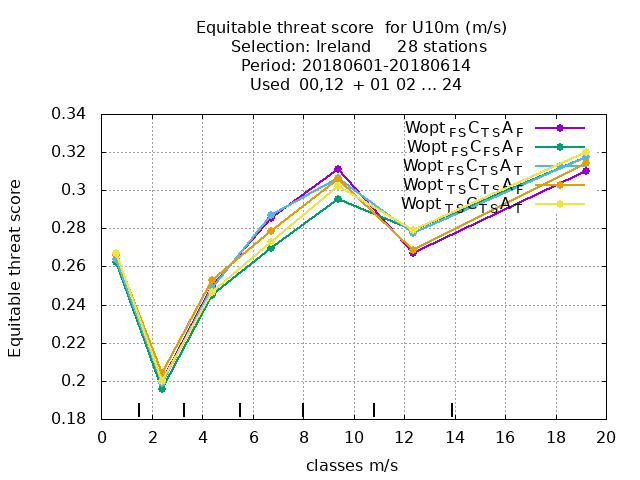 Equitable threat score for U10m (m/s)
Selection: Ireland 28 stations
Period: 20180601-20180614
Used 00,12 + 01 02 ... 24
Equitable threat score
0.34
0.32
0.3
0.28
0.26
0.24
0.22
0.2
0.18
Wopt FS C TS A F
Wopt FS C FS A F
Wopt FS C TS A T
Wopt TS C TS A F
Wopt TS C TS A T
0 2 4 6 8 10 12 14 16 18 20
classes m/s